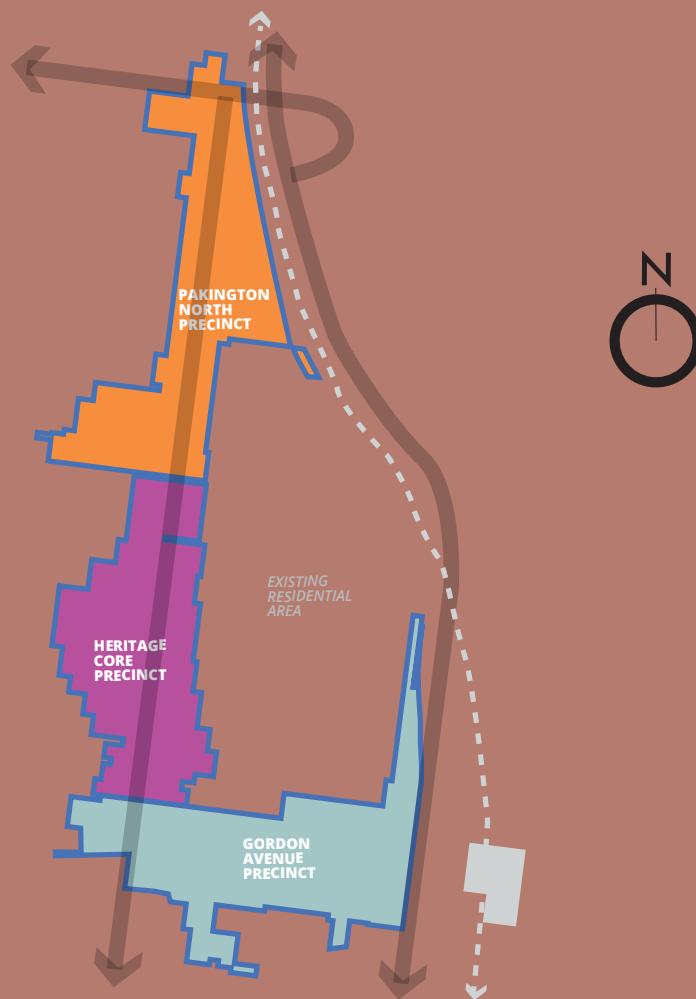 N
PAKINGTON
NORTH
PRECINCT
EXISTING
RESIDENTIAL
AREA
HERITAGE
CORE
PRECINCT
GORDON
AVENUE
PRECINCT